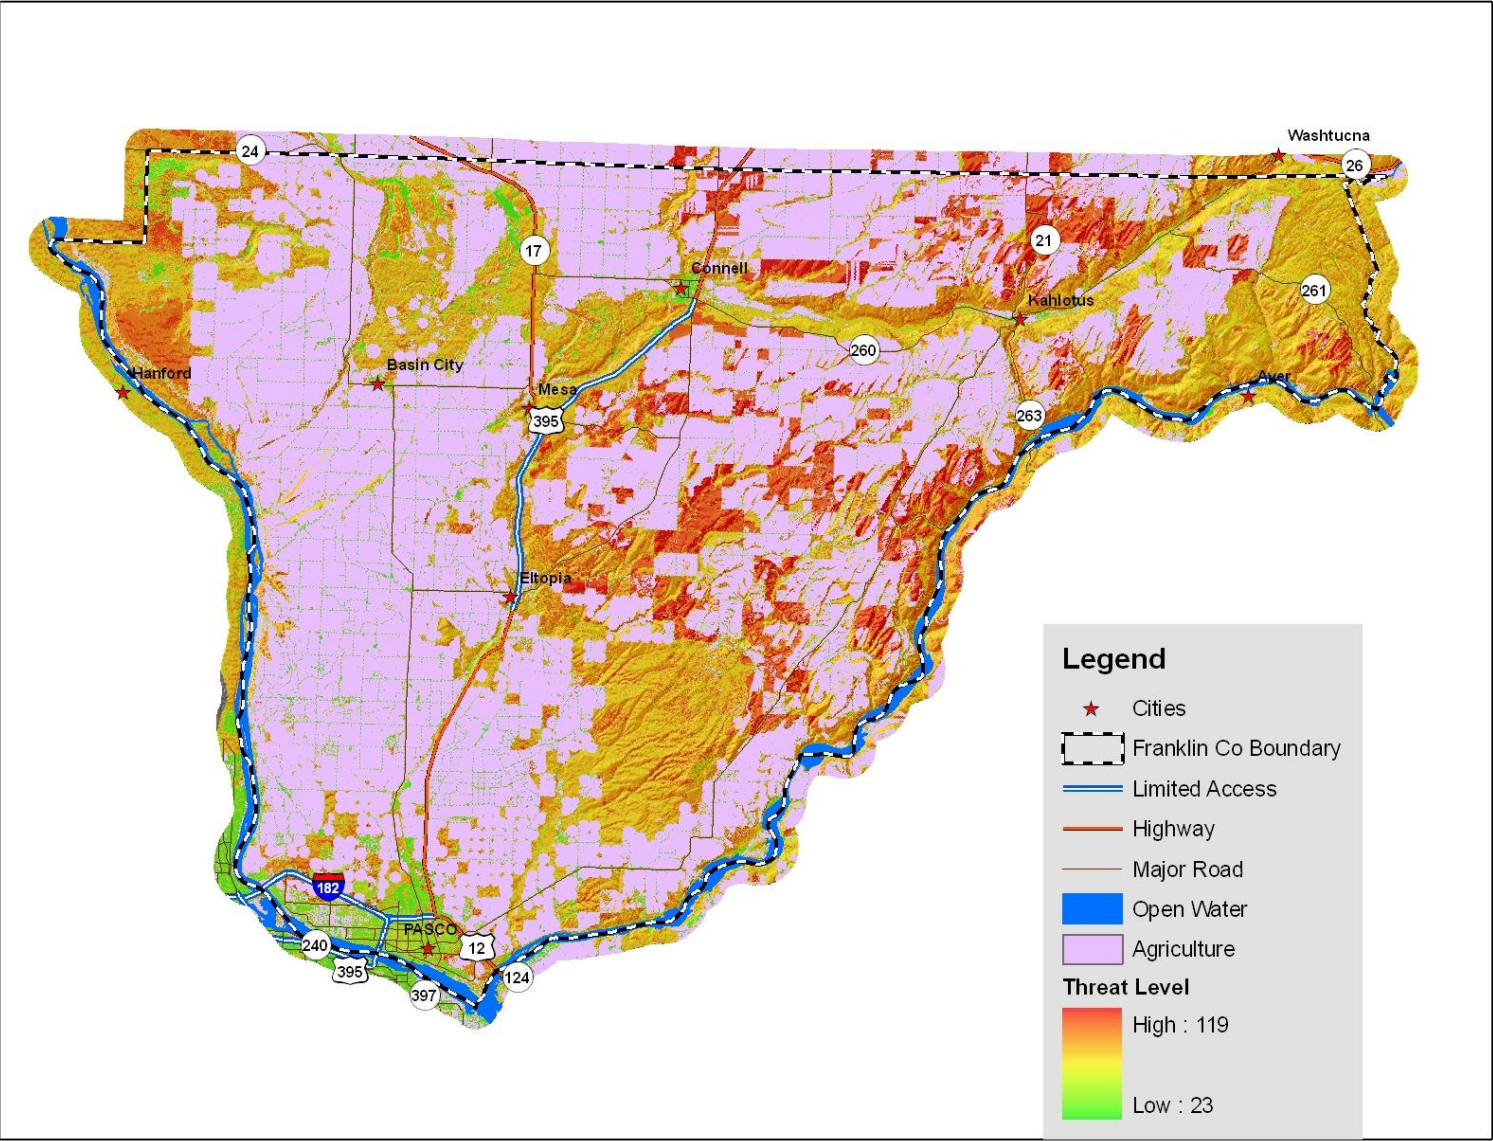 Washtucna
24
26
17
21
Connell
261
Kahlotus
260
Basin City
Hanford
Mesa
Ayer
395
263
Eltopia
Legend
Cities
Franklin Co Boundary
Limited Access
Highway
Major Road
182
Open Water
PASCO
240
12
Agriculture
395
124
397
Threat Level
High : 119
Low : 23